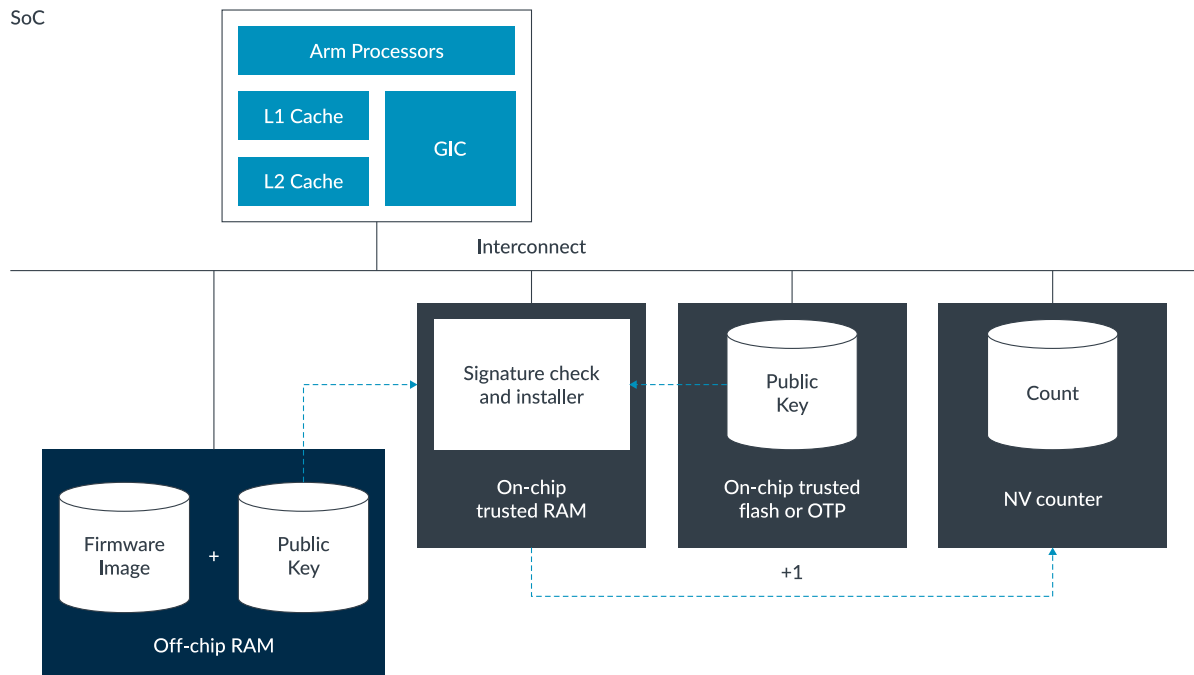 SoC
Arm Processors
L1 Cache
GIC
L2 Cache
Interconnect
Signature check
and installer
On-chip
trusted RAM
Public
Key
On-chip trusted
flash or OTP
Count
NV counter
Firmware
Image
+
Public
Key
Off-chip RAM
+1